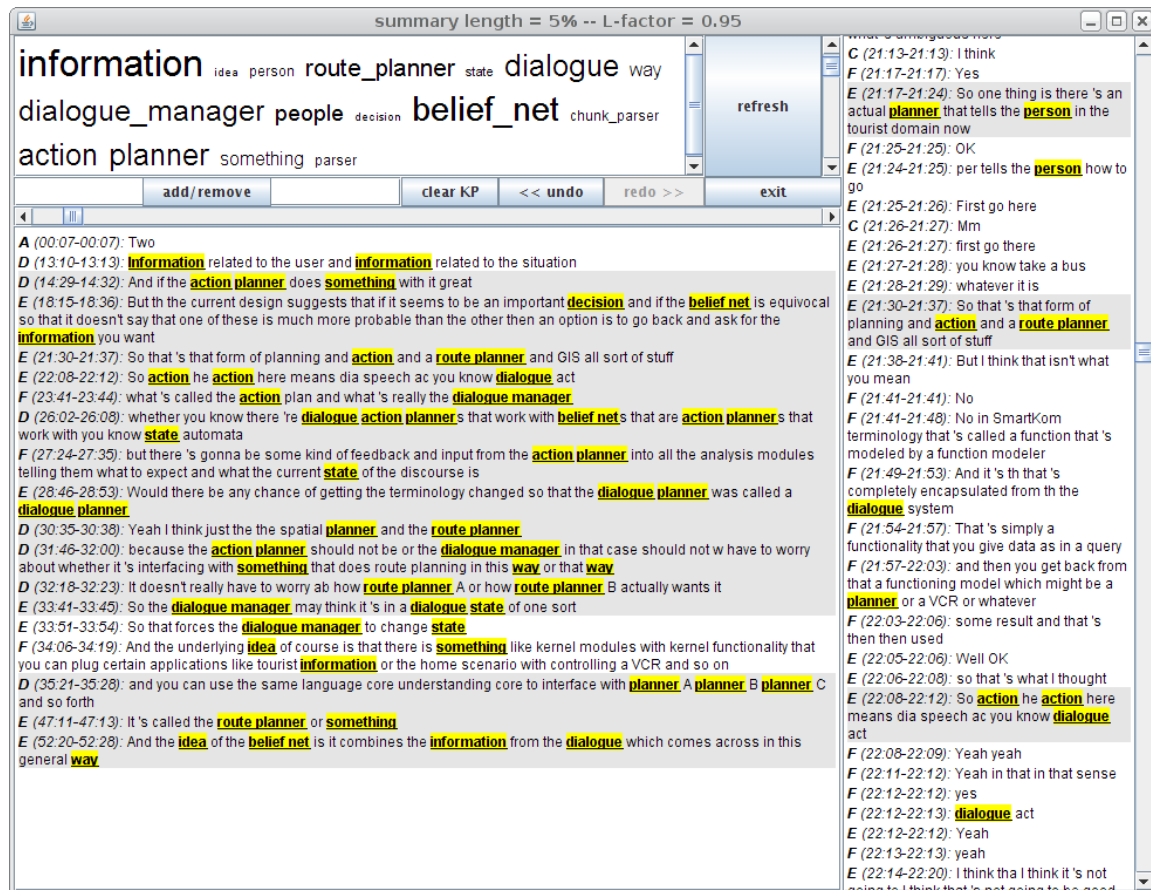 summary length = 5% -- L-factor = 0.95
information idea person route_planner state dialogue way
dialogue_manager people decision belief_net chunk_parser
action planner something parser
refresh
add/remove clear KP << undo redo >> exit
A (00:07-00:07): Two
D (13:10-13:13): Information related to the user and information related to the situation
D (14:29-14:32): And if the action planner does something with it great
E (18:15-18:36): But th the current design suggests that if it seems to be an important decision and if the belief net is equivocal
so that it doesn't say that one of these is much more probable than the other then an option is to go back and ask for the
information you want
E (21:30-21:37): So that 's that form of planning and action and a route planner and GIS all sort of stuff
E (22:08-22:12): So action he action here means dia speech ac you know dialogue act
F (23:41-23:44): what 's called the action plan and what 's really the dialogue manager
D (26:02-26:08): whether you know there 're dialogue action planners that work with belief nets that are action planners that
work with you know state automata
F (27:24-27:35): but there 's gonna be some kind of feedback and input from the action planner into all the analysis modules
telling them what to expect and what the current state of the discourse is
E (28:46-28:53): Would there be any chance of getting the terminology changed so that the dialogue planner was called a
dialogue planner
D (30:35-30:38): Yeah I think just the the spatial planner and the route planner
D (31:46-32:00): because the action planner should not be or the dialogue manager in that case should not w have to worry
about whether it 's interfacing with something that does route planning in this way or that way
D (32:18-32:23): It doesn't really have to worry ab how route planner A or how route planner B actually wants it
E (33:41-33:45): So the dialogue manager may think it 's in a dialogue state of one sort
E (33:51-33:54): So that forces the dialogue manager to change state
F (34:06-34:19): And the underlying idea of course is that there is something like kernel modules with kernel functionality that
you can plug certain applications like tourist information or the home scenario with controlling a VCR and so on
D (35:21-35:28): and you can use the same language core understanding core to interface with planner A planner B planner C
and so forth
E (47:11-47:13): It 's called the route planner or something
E (52:20-52:28): And the idea of the belief net is it combines the information from the dialogue which comes across in this
general way
what 's ambiguous here
C (21:13-21:13): I think
F (21:17-21:17): Yes
E (21:17-21:24): So one thing is there 's an
actual planner that tells the person in the
tourist domain now
F (21:25-21:25): OK
E (21:24-21:25): per tells the person how to
go
E (21:25-21:26): First go here
C (21:26-21:27): Mm
E (21:26-21:27): first go there
E (21:27-21:28): you know take a bus
E (21:28-21:29): whatever it is
E (21:30-21:37): So that 's that form of
planning and action and a route planner
and GIS all sort of stuff
E (21:38-21:41): But I think that isn't what
you mean
F (21:41-21:41): No
F (21:41-21:48): No in SmartKom
terminology that 's called a function that 's
modeled by a function modeler
F (21:49-21:53): And it 's th that 's
completely encapsulated from th the
dialogue system
F (21:54-21:57): That 's simply a
functionality that you give data as in a query
F (21:57-22:03): and then you get back from
that a functioning model which might be a
planner or a VCR or whatever
F (22:03-22:06): some result and that 's
then then used
E (22:05-22:06): Well OK
E (22:06-22:08): so that 's what I thought
E (22:08-22:12): So action he action here
means dia speech ac you know dialogue
act
F (22:08-22:09): Yeah yeah
F (22:11-22:12): Yeah in that in that sense
F (22:12-22:12): yes
F (22:12-22:13): dialogue act
E (22:12-22:12): Yeah
F (22:13-22:13): yeah
E (22:14-22:20): I think tha I think it 's not
going to I think that 's not going to be good